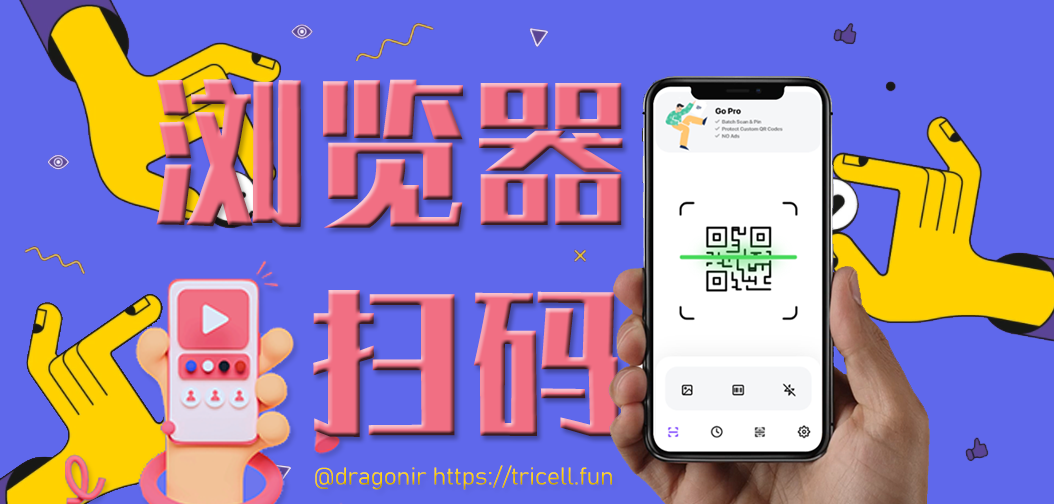 浏览器
扫码
@dragonir https://tricell.fun
Go Pro
Batch Scan & Pie
Protect Custom QR Codes
NO Ads